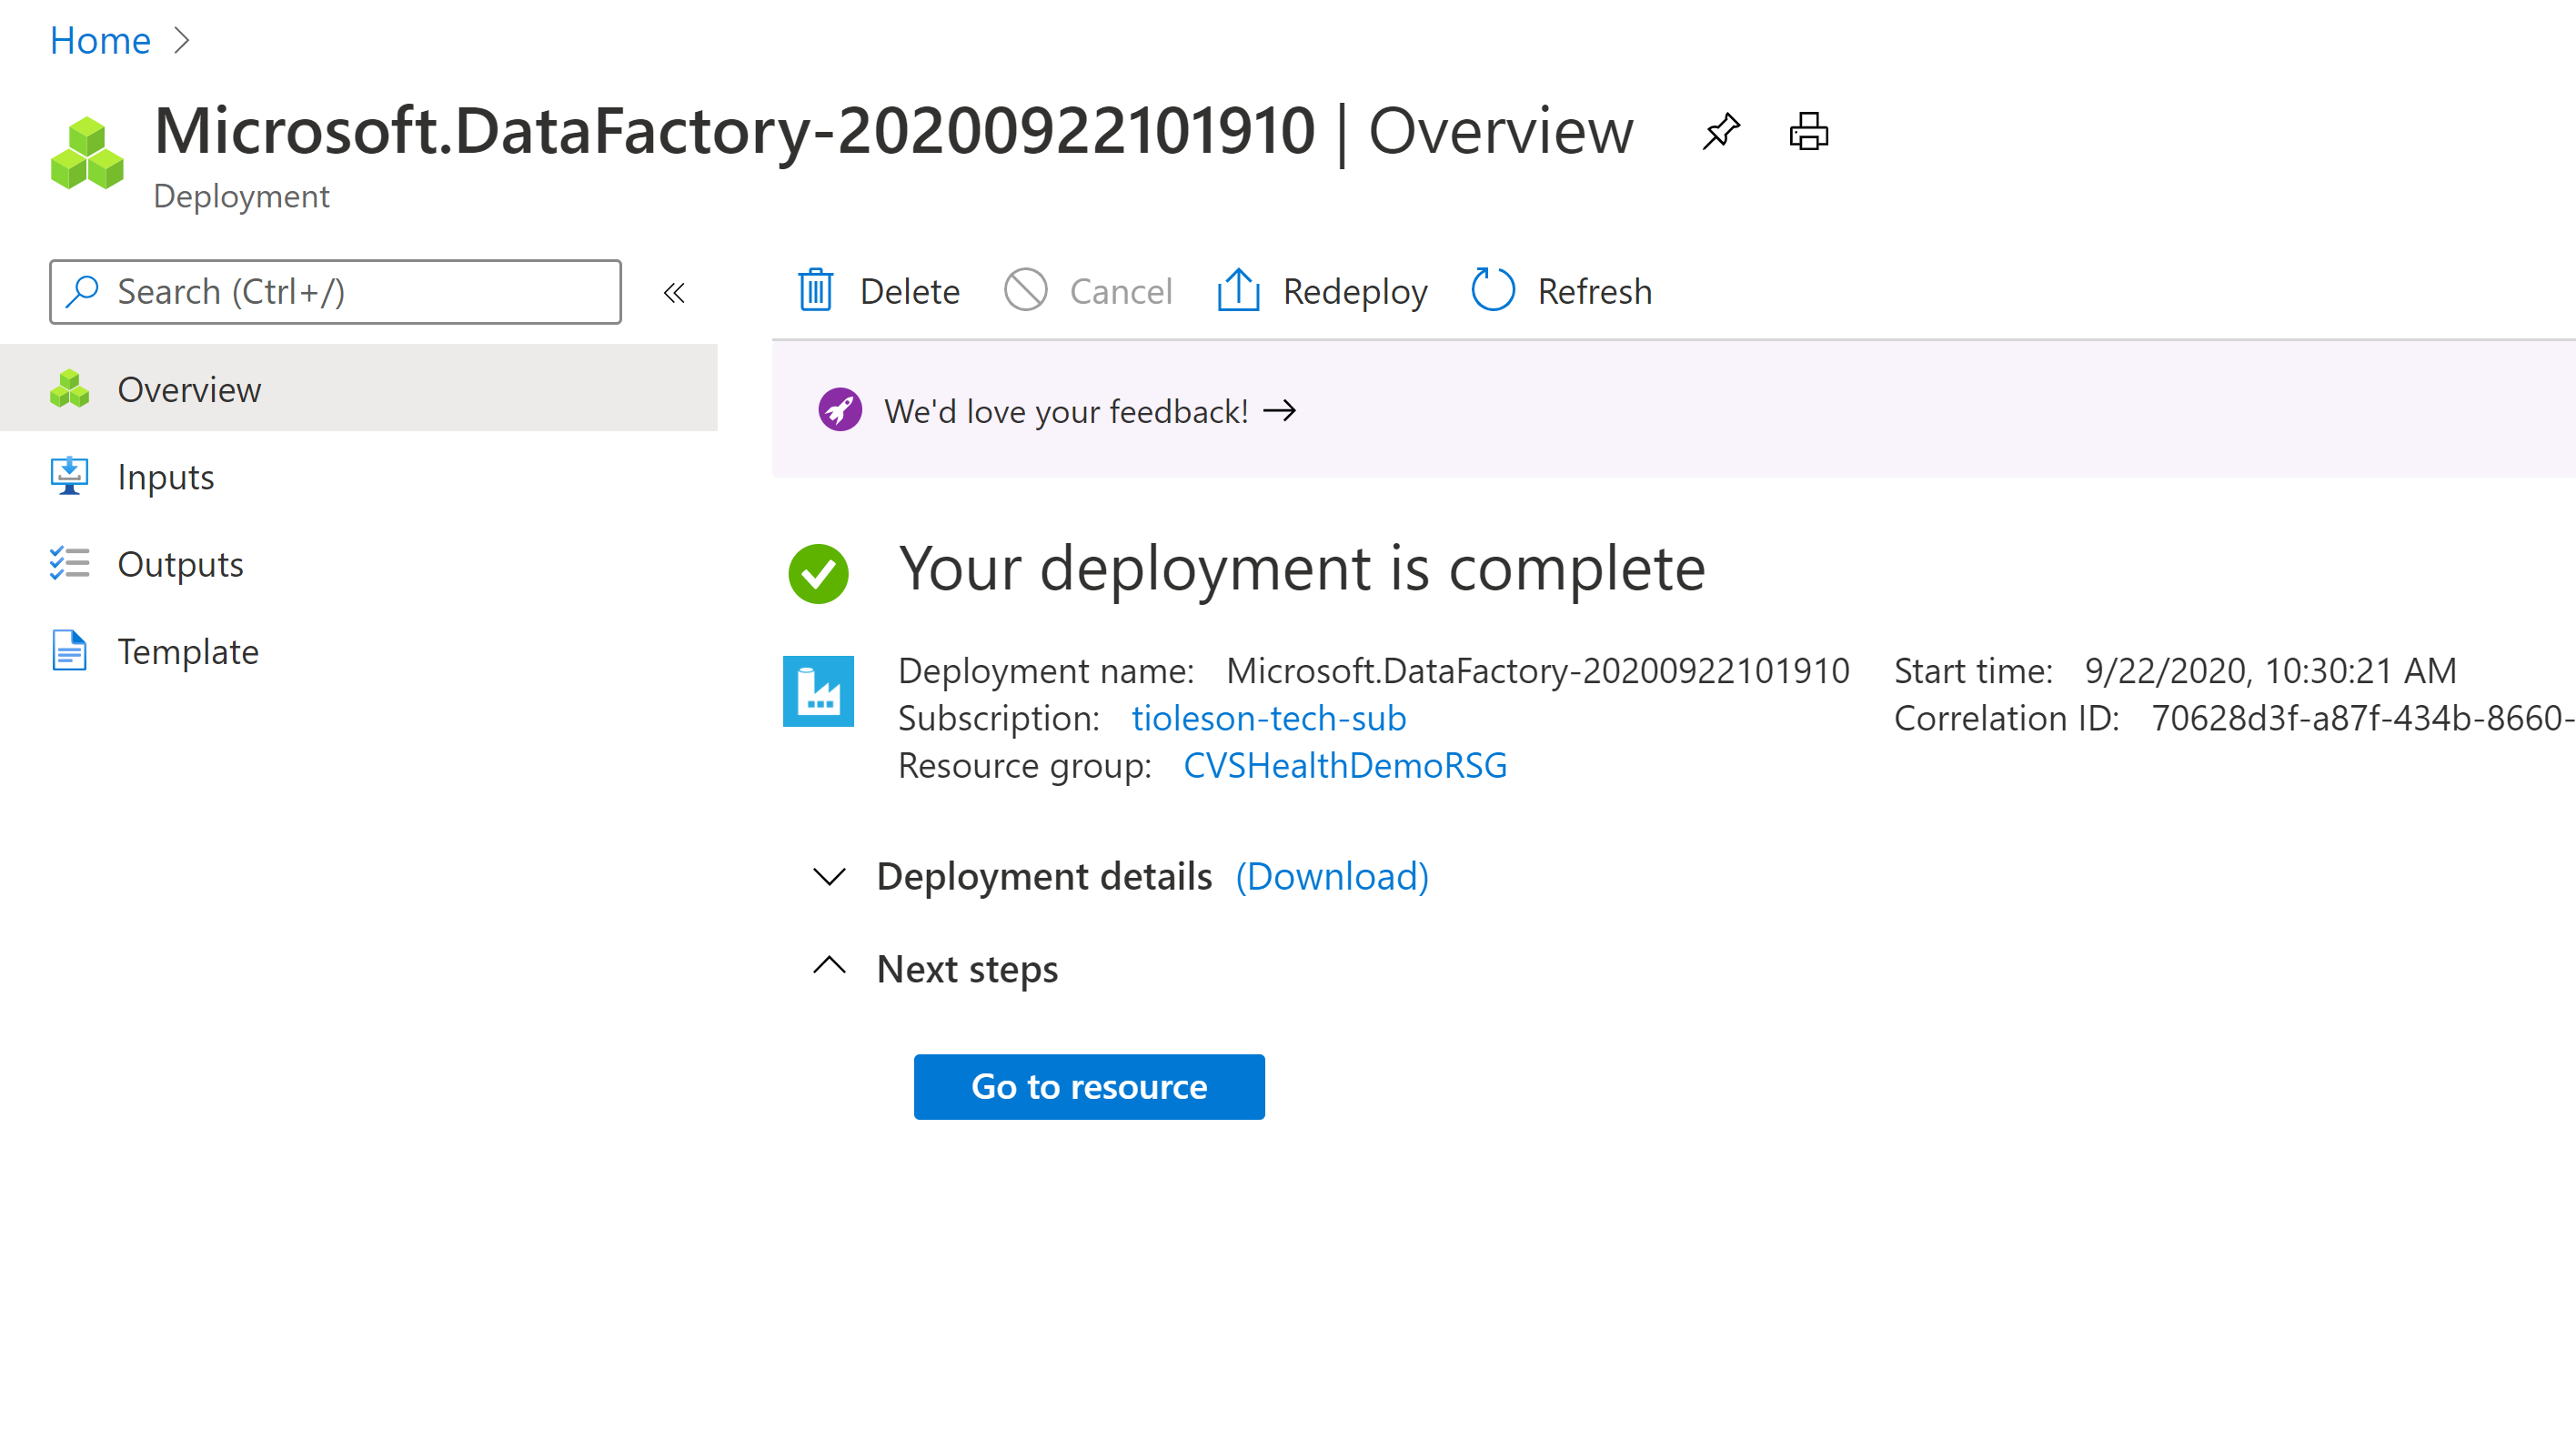 Home
Microsoft.DataFactory-20200922101910 | Overview
Deployment
Search (Ctrl+/)
Delete Cancel Redeploy Refresh
Overview
Inputs
Outputs
Template
We'd love your feedback!
Your deployment is complete
Deployment name: Microsoft.DataFactory-20200922101910 Start time: 9/22/2020, 10:30:21 AM
Subscription: tioleson-tech-sub Correlation ID: 70628d3f-a87f-434b-8660-
Resource group: CVSHealthDemoRSG
Deployment details (Download)
Next steps
Go to resource